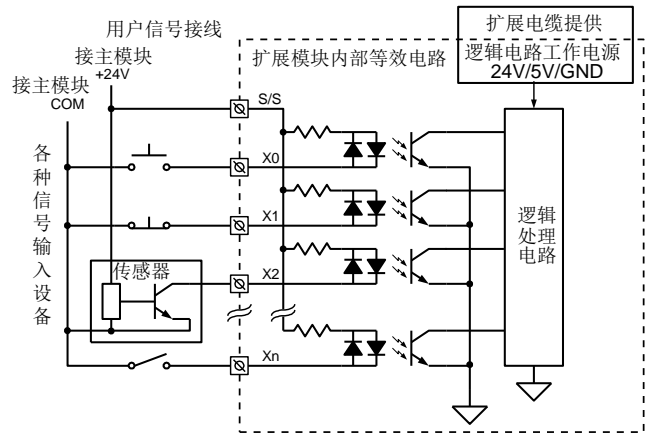 用户信号接线
接主模块
+24V
接主模块
COM
扩展电缆提供
逻辑电路工作电源
24V/5V/GND
扩展模块内部等效电路
S/S
X0
X1
X2
Xn
各种信号输入设备
传感器
逻辑
处理
电路